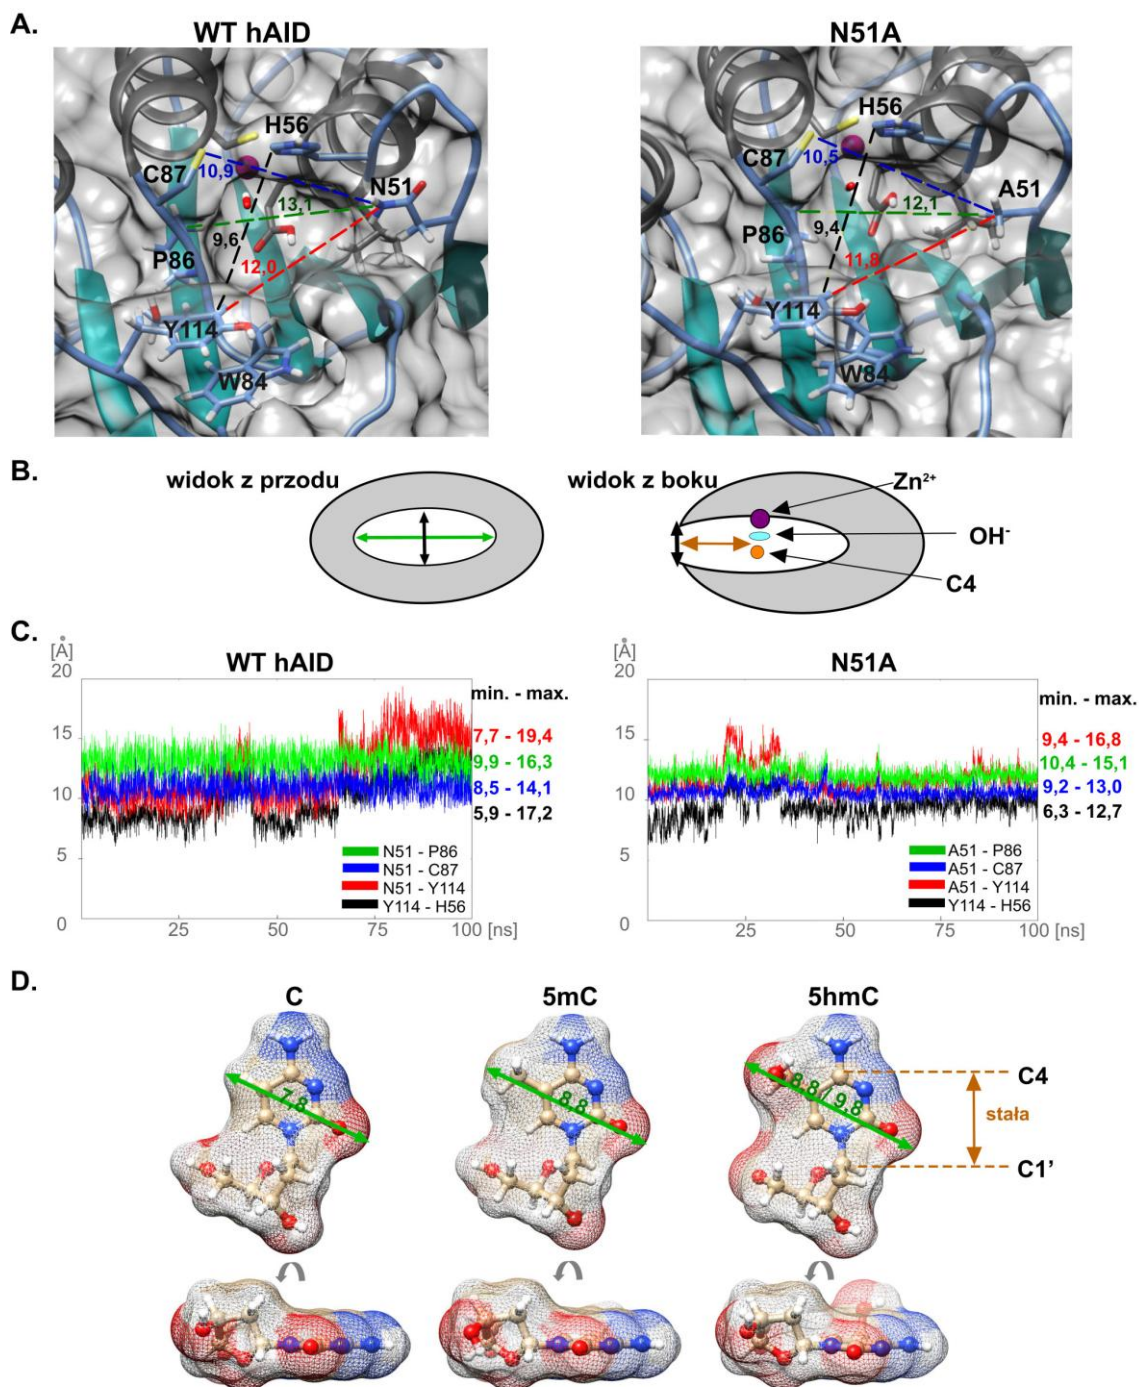 A.
WT hAID
N51A
H56
C87
10,9
N51
13,1
P86
9,6
12,0
Y114
W84
H56
C87
10,5
A51
12,1
P86
9,4
11,8
Y114
W84
B.
widok z przodu
widok z boku
Zn²⁺
OH⁻
C4
C.
[Å]
WT hAID
20
15
10
5
0
25
50
75
100 [ns]
min. - max.
7,7 - 19,4
9,9 - 16,3
8,5 - 14,1
5,9 - 17,2
N51 - P86
N51 - C87
N51 - Y114
Y114 - H56
[Å]
N51A
20
15
10
5
0
25
50
75
100 [ns]
min. - max.
9,4 - 16,8
10,4 - 15,1
9,2 - 13,0
6,3 - 12,7
A51 - P86
A51 - C87
A51 - Y114
Y114 - H56
D.
C
5mC
5hmC
7,8
8,8
8,8 / 9,8
C4
stała
C1’